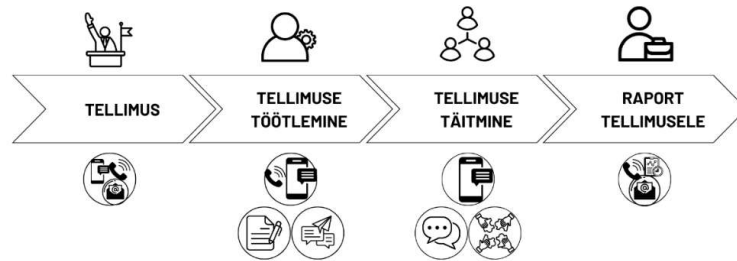 TELLIMUS
TELLIMUSE
TÖÖTLEMINE
TELLIMUSE
TÄITMINE
RAPORT
TELLIMUSELE